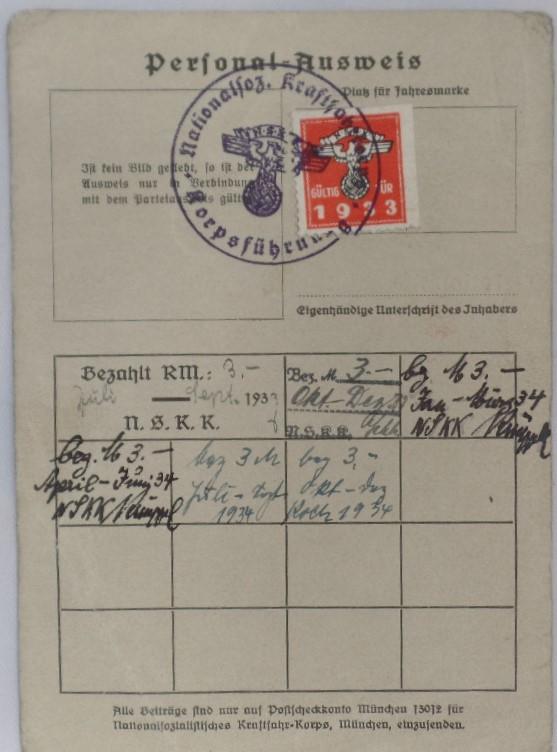 Personal-Ausweis
Platz für Jahresmarke
Nationalsoz. Kraftfahr
Korpsführung
N.S.K.K.
GÜLTIG FÜR
1933
Ist kein Bild geklebt, so ist der
Ausweis nur in Verbindung
mit dem Parteiausweis gültig
Eigenhändige Unterschrift des Inhabers
Bezahlt RM.: 3.–
Juli — Sept. 1933
N.S.K.K.
Bez. M. 3.–
Okt – Dez 33
N.S.K.K.
bez M 3.–
Jan – März 34
NSKK
bez. M 3.–
April – Juni 34
NSKK
bez 3 M
Juli – Sept
1934
bez 3,–
Okt – Dez
Koch 1934
Alle Beiträge sind nur auf Postscheckkonto München 13012 für
Nationalsozialistisches Kraftfahr-Korps, München, einzusenden.